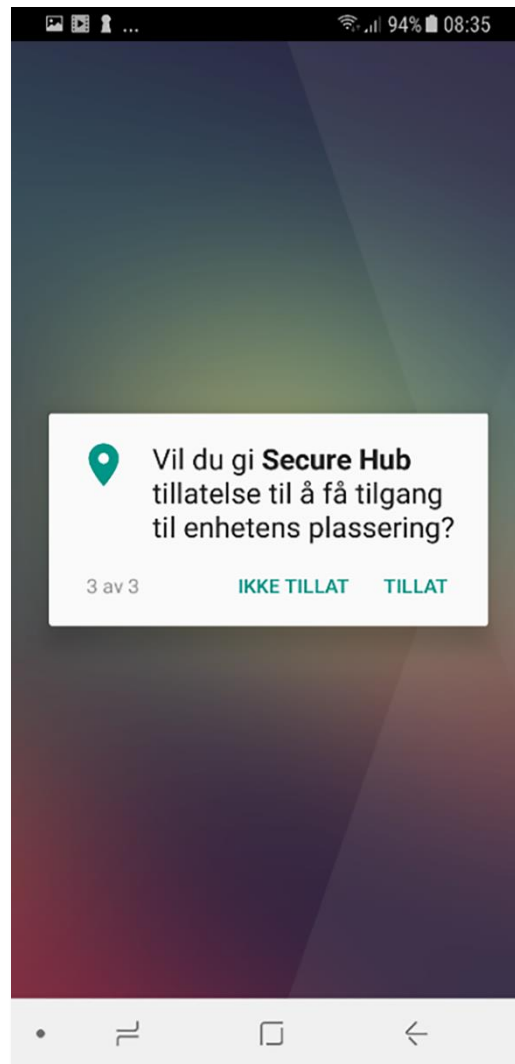 ... 94% 08:35
Vil du gi Secure Hub
tillatelse til å få tilgang
til enhetens plassering?
3 av 3 IKKE TILLAT TILLAT